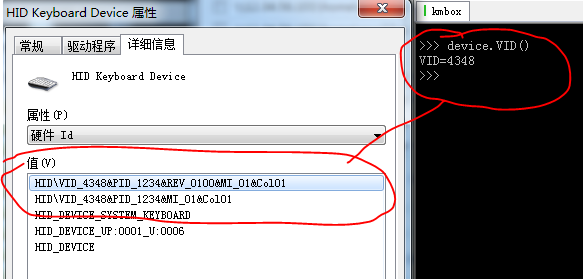 HID Keyboard Device 属性
常规
驱动程序
详细信息
HID Keyboard Device
属性(P)
硬件 Id
值(V)
HID\VID_4348&PID_1234&REV_0100&MI_01&Col01
HID\VID_4348&PID_1234&MI_01&Col01
HID_DEVICE_SYSTEM_KEYBOARD
HID_DEVICE_UP:0001_U:0006
HID_DEVICE
kmbox
>>> device.VID()
VID=4348
>>>